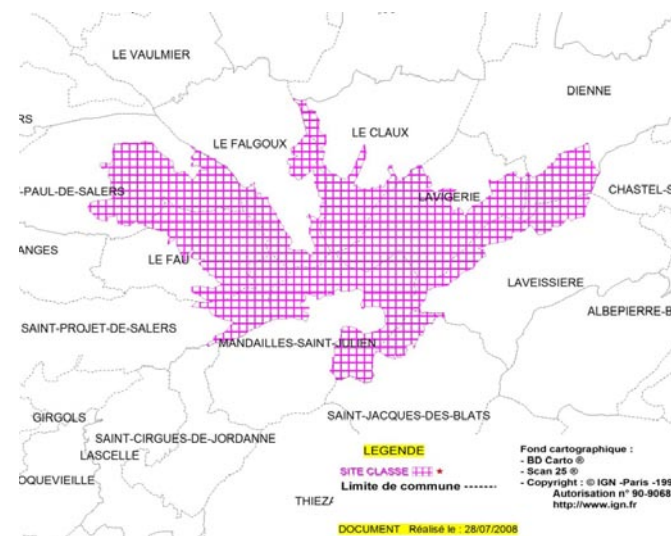 LE VAULMIER
DIENNE
RS
LE FALGOUX
LE CLAUX
-PAUL-DE-SALERS
LAVIGERIE
CHASTEL-S
ANGES
LE FAU
LAVEISSIERE
ALBEPIERRE-B
SAINT-PROJET-DE-SALERS
MANDAILLES-SAINT-JULIEN
GIRGOLS
SAINT-JACQUES-DES-BLATS
SAINT-CIRGUES-DE-JORDANNE
LASCELLE
OQUEVIEILLE
THIEZA
LEGENDE
SITE CLASSE
Limite de commune -------
DOCUMENT Réalisé le : 28/07/2008
Fond cartographique :
- BD Carto ®
- Scan 25 ®
- Copyright : © IGN -Paris -199
Autorisation n° 90-9068
http://www.ign.fr